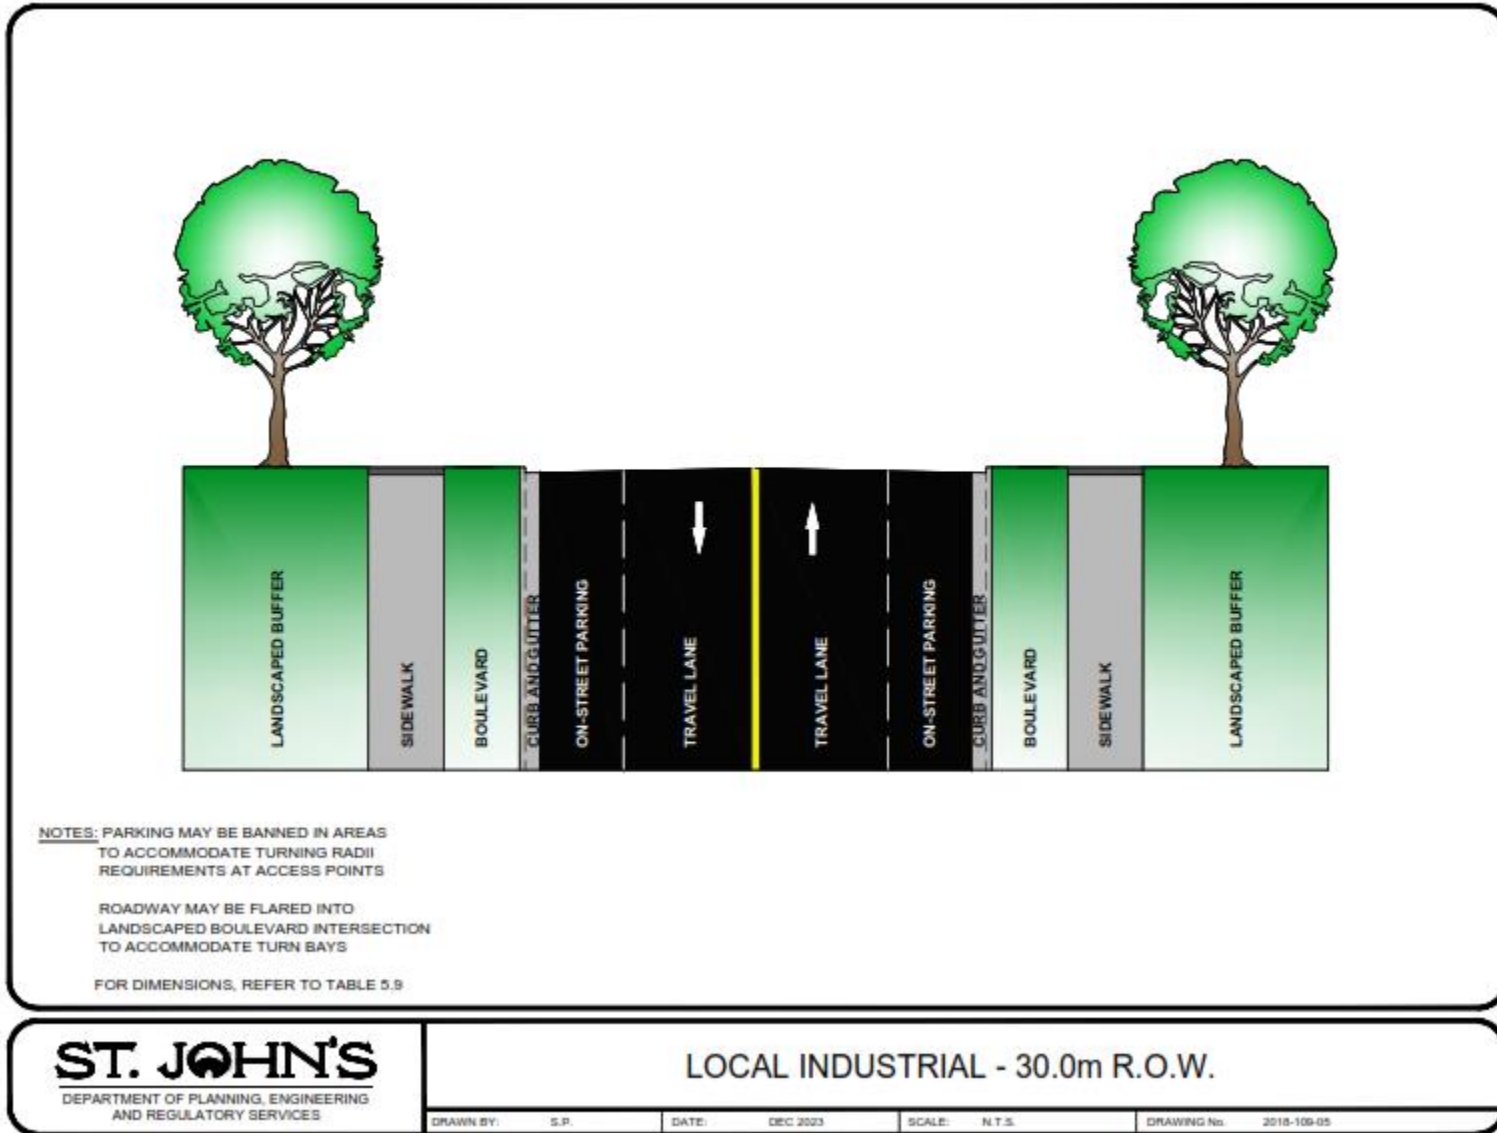 LANDSCAPED BUFFER
SIDEWALK
BOULEVARD
CURB AND GUTTER
ON-STREET PARKING
TRAVEL LANE
TRAVEL LANE
ON-STREET PARKING
CURB AND GUTTER
BOULEVARD
SIDEWALK
LANDSCAPED BUFFER
NOTES: PARKING MAY BE BANNED IN AREAS
TO ACCOMMODATE TURNING RADII
REQUIREMENTS AT ACCESS POINTS
ROADWAY MAY BE FLARED INTO
LANDSCAPED BOULEVARD INTERSECTION
TO ACCOMMODATE TURN BAYS
FOR DIMENSIONS, REFER TO TABLE 5.9
ST. JOHN'S
DEPARTMENT OF PLANNING, ENGINEERING
AND REGULATORY SERVICES
LOCAL INDUSTRIAL - 30.0m R.O.W.
DRAWN BY: S.P. DATE: DEC 2023 SCALE: N.T.S. DRAWING No. 2018-109-05